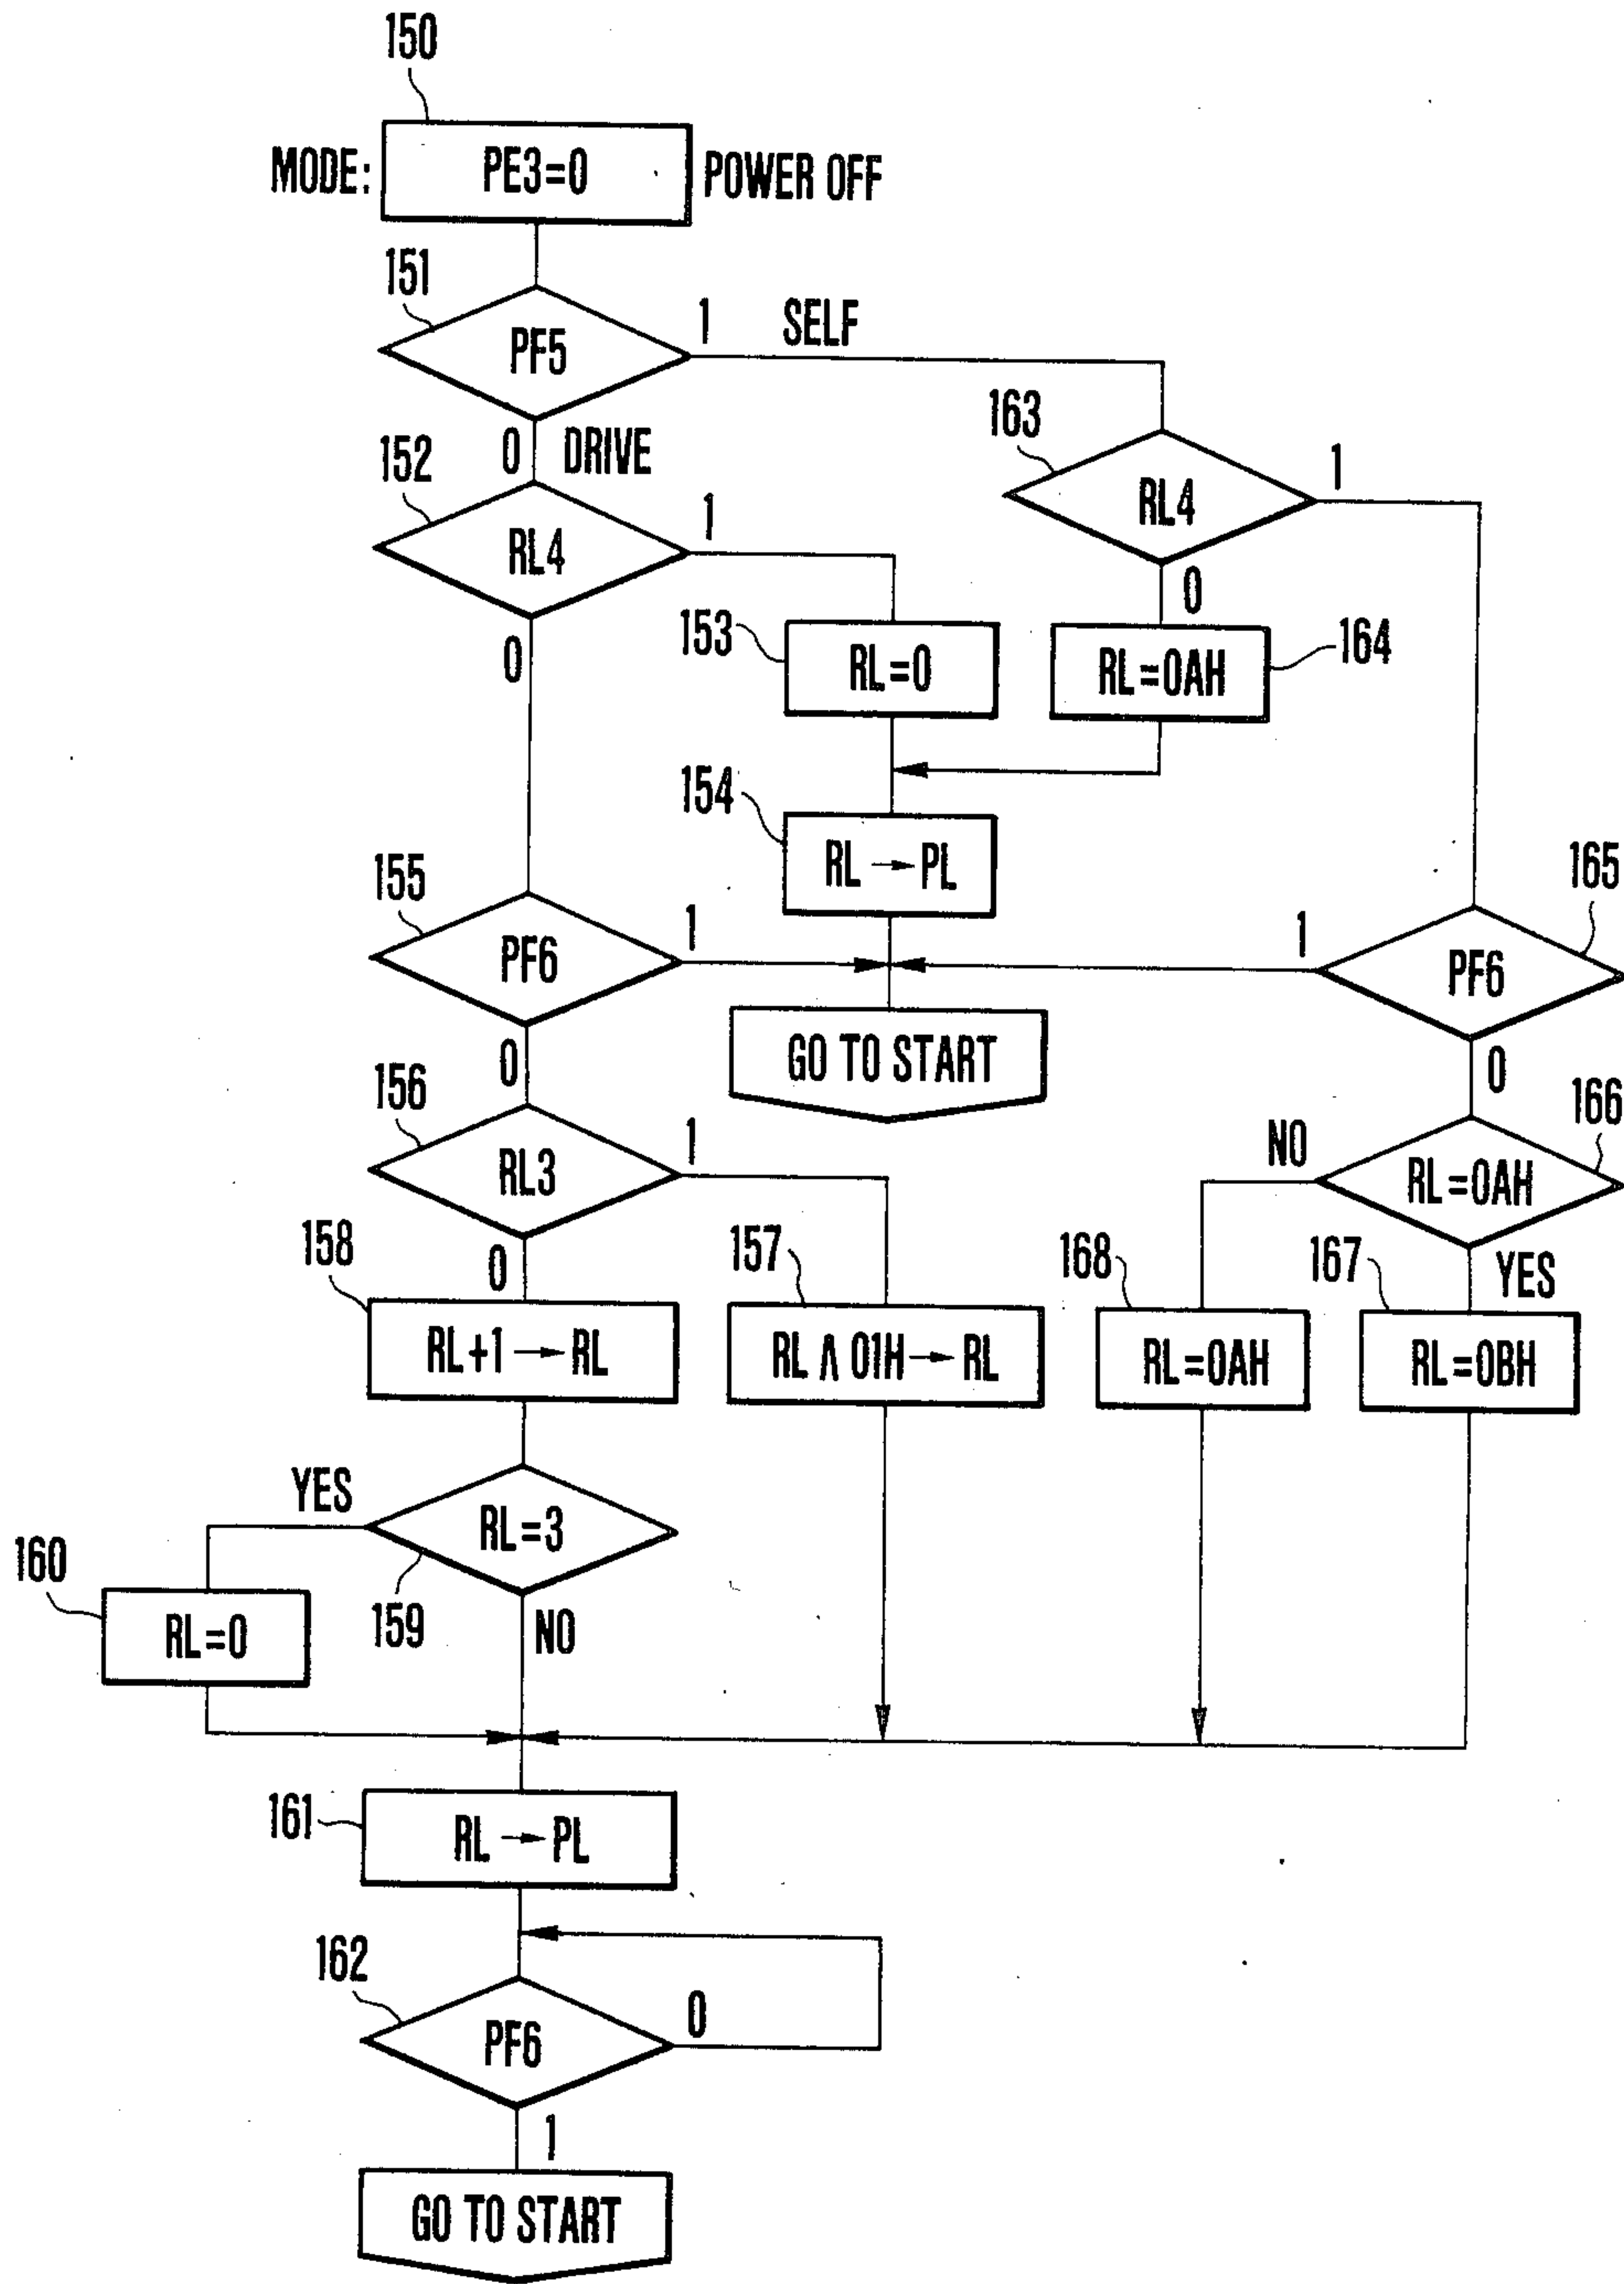 150
MODE: PE3=0 POWER OFF
151
PF5
1 SELF
0 DRIVE
152
RL4
1
0
163
RL4
1
0
153
RL=0
RL=0AH
164
154
RL → PL
155
PF6
1
0
165
1
PF6
0
GO TO START
156
RL3
1
0
166
NO
RL=0AH
YES
158
RL+1 → RL
157
RL ∧ 01H → RL
168
RL=0AH
167
RL=0BH
YES
RL=3
159
NO
160
RL=0
161
RL → PL
162
PF6
0
1
GO TO START